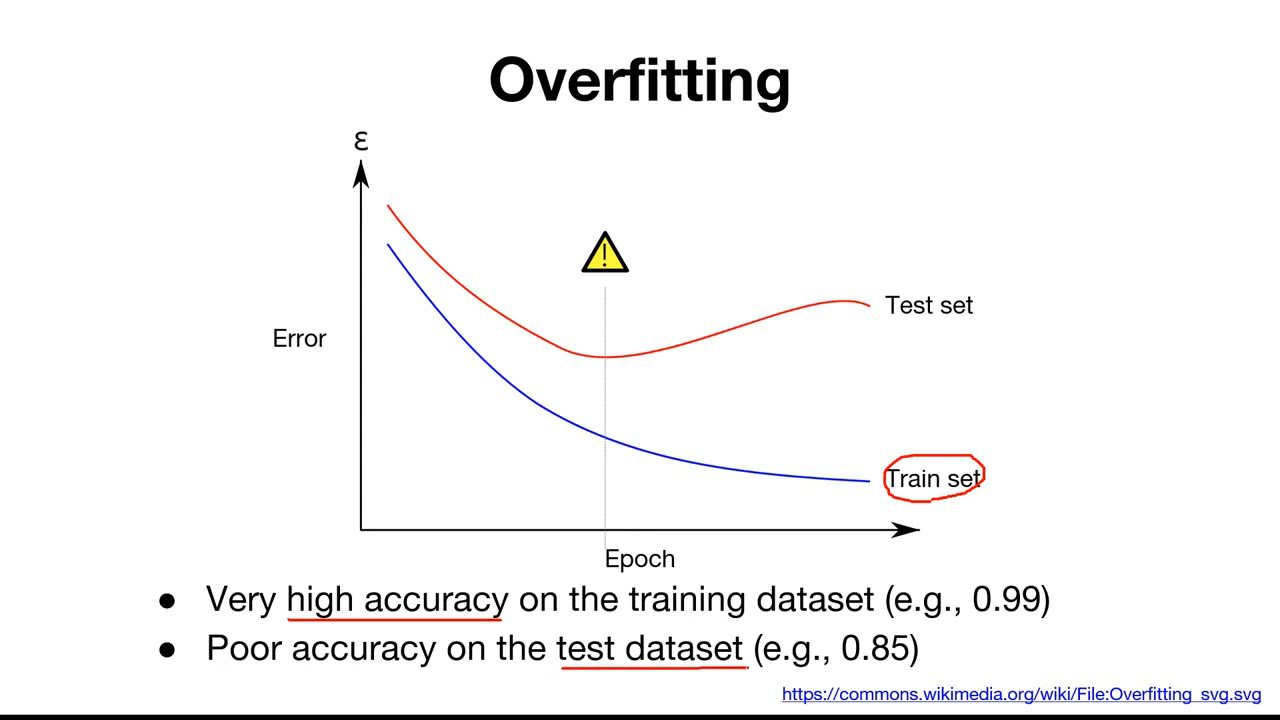 Overfitting
ε
!
Test set
Error
Train set
Epoch
● Very high accuracy on the training dataset (e.g., 0.99)
● Poor accuracy on the test dataset (e.g., 0.85)
https://commons.wikimedia.org/wiki/File:Overfitting_svg.svg